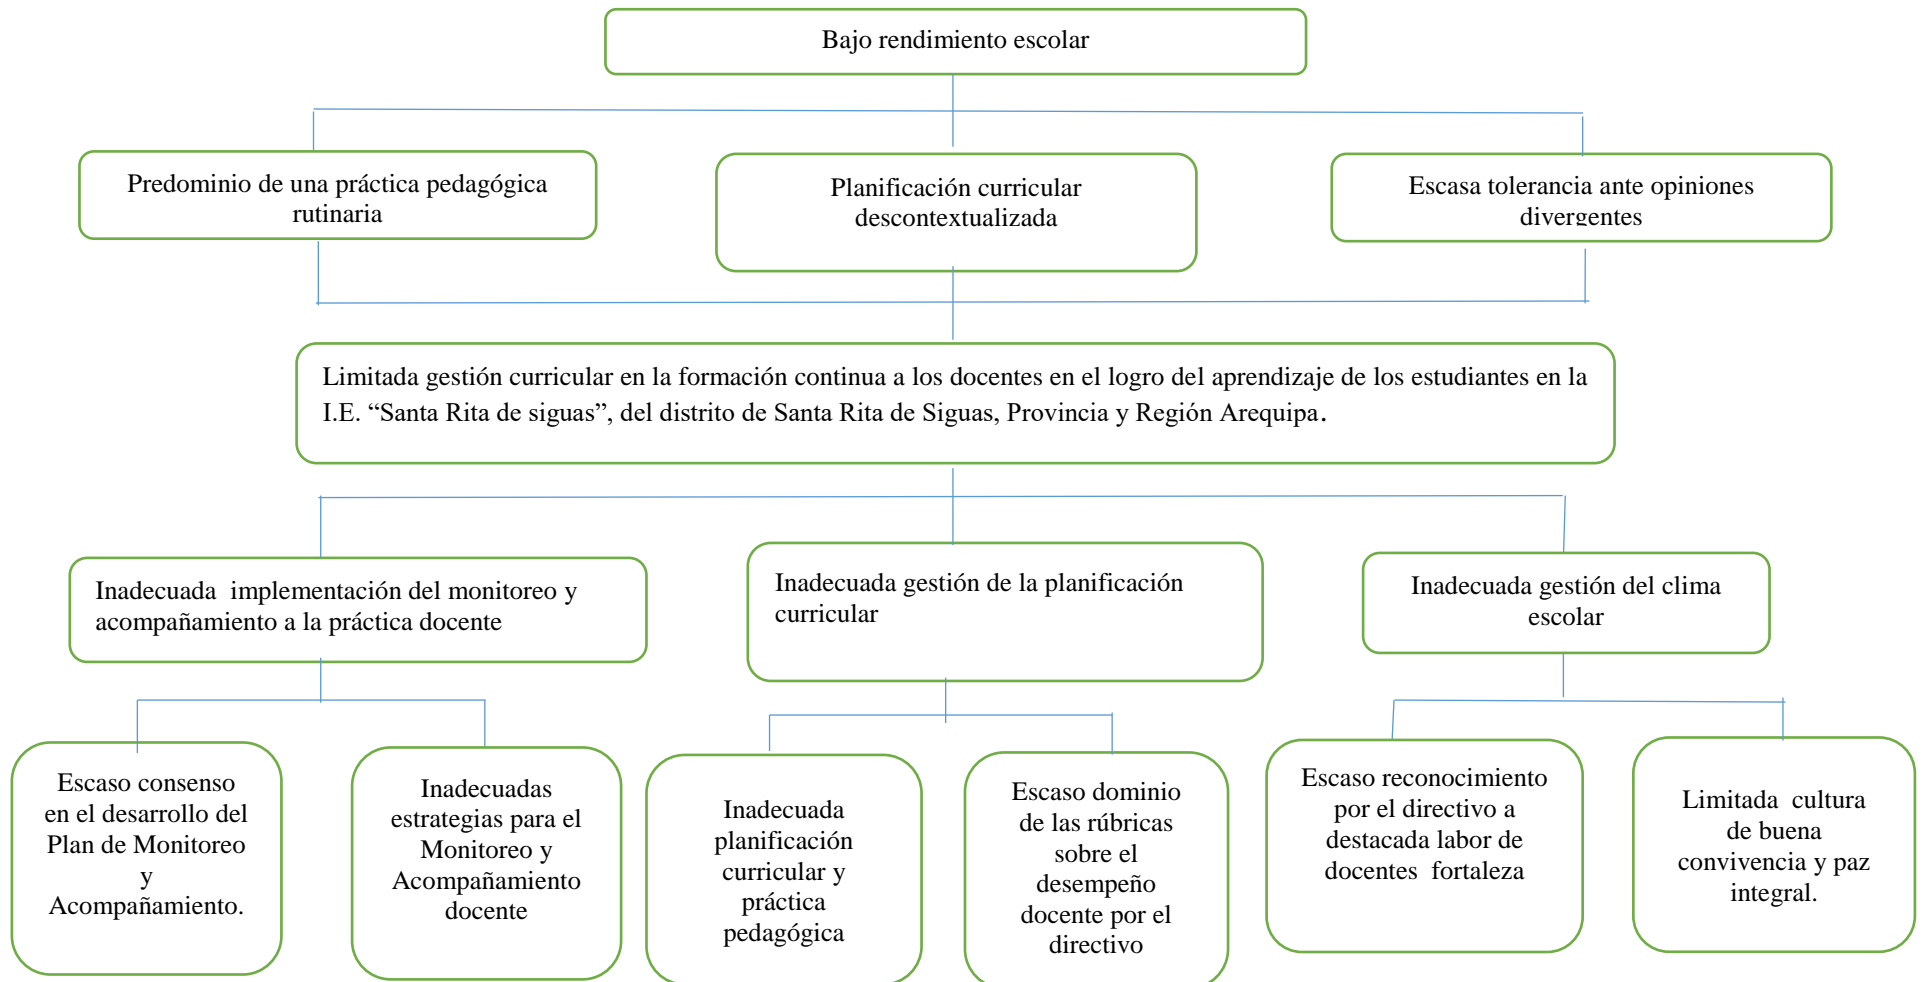 Bajo rendimiento escolar
Predominio de una práctica pedagógica
rutinaria
Planificación curricular
descontextualizada
Escasa tolerancia ante opiniones
divergentes
Limitada gestión curricular en la formación continua a los docentes en el logro del aprendizaje de los estudiantes en la
I.E. “Santa Rita de siguas”, del distrito de Santa Rita de Siguas, Provincia y Región Arequipa.
Inadecuada implementación del monitoreo y
acompañamiento a la práctica docente
Inadecuada gestión de la planificación
curricular
Inadecuada gestión del clima
escolar
Escaso consenso
en el desarrollo del
Plan de Monitoreo
y
Acompañamiento.
Inadecuadas
estrategias para el
Monitoreo y
Acompañamiento
docente
Inadecuada
planificación
curricular y
práctica
pedagógica
Escaso dominio
de las rúbricas
sobre el
desempeño
docente por el
directivo
Escaso reconocimiento
por el directivo a
destacada labor de
docentes fortaleza
Limitada cultura
de buena
convivencia y paz
integral.